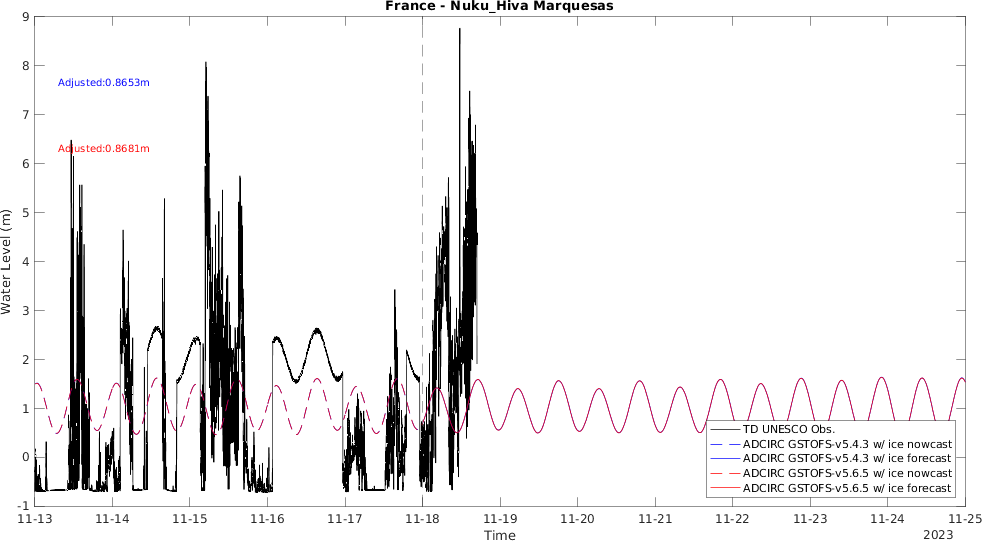 France - Nuku_Hiva Marquesas
9
8
7
6
5
4
3
2
1
0
-1
Water Level (m)
Adjusted:0.8653m
Adjusted:0.8681m
TD UNESCO Obs.
ADCIRC GSTOFS-v5.4.3 w/ ice nowcast
ADCIRC GSTOFS-v5.4.3 w/ ice forecast
ADCIRC GSTOFS-v5.6.5 w/ ice nowcast
ADCIRC GSTOFS-v5.6.5 w/ ice forecast
11-13 11-14 11-15 11-16 11-17 11-18 11-19 11-20 11-21 11-22 11-23 11-24 11-25
Time
2023